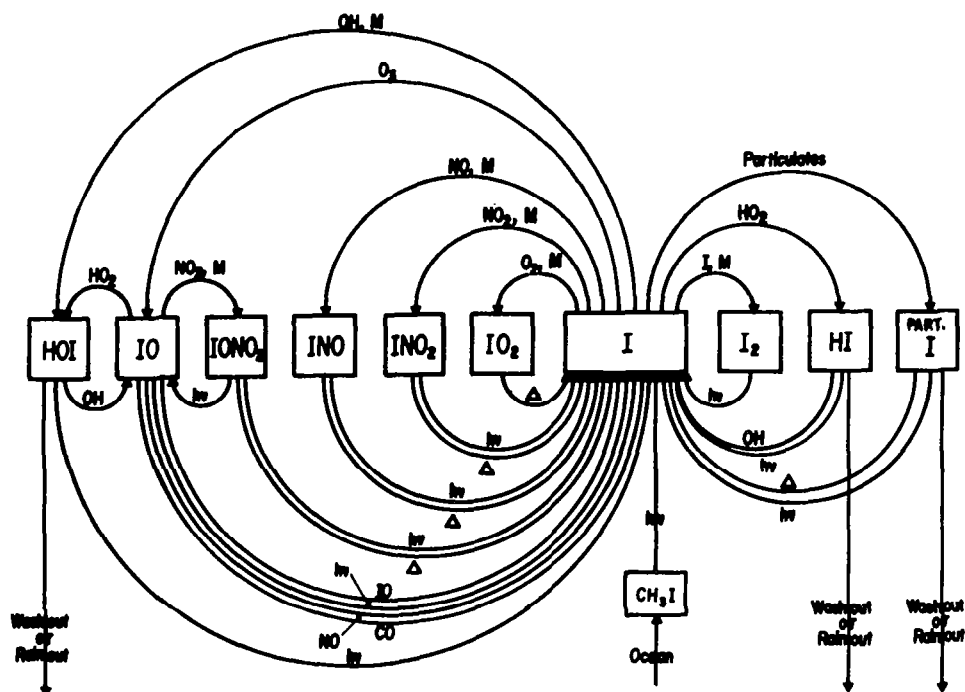 OH, M
O3
NO, M
NO2, M
O2, M
Particulates
HO2
I, M
HO2
NO2, M
HOI
IO
IONO2
INO
INO2
IO2
I
I2
HI
PART.
I
OH
hν
Δ
hν
hν
Δ
OH
hν
Δ
hν
hν
Δ
hν
Δ
hν
IO
NO
CO
hν
hν
CH3I
Ocean
Washout
or
Rainout
Washout
or
Rainout
Washout
or
Rainout